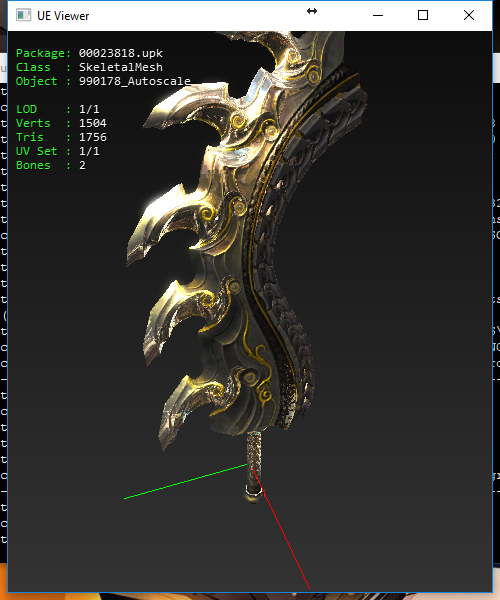 UE Viewer
Package: 00023818.upk
Class  : SkeletalMesh
Object : 990178_Autoscale
LOD    : 1/1
Verts  : 1504
Tris   : 1756
UV Set : 1/1
Bones  : 2